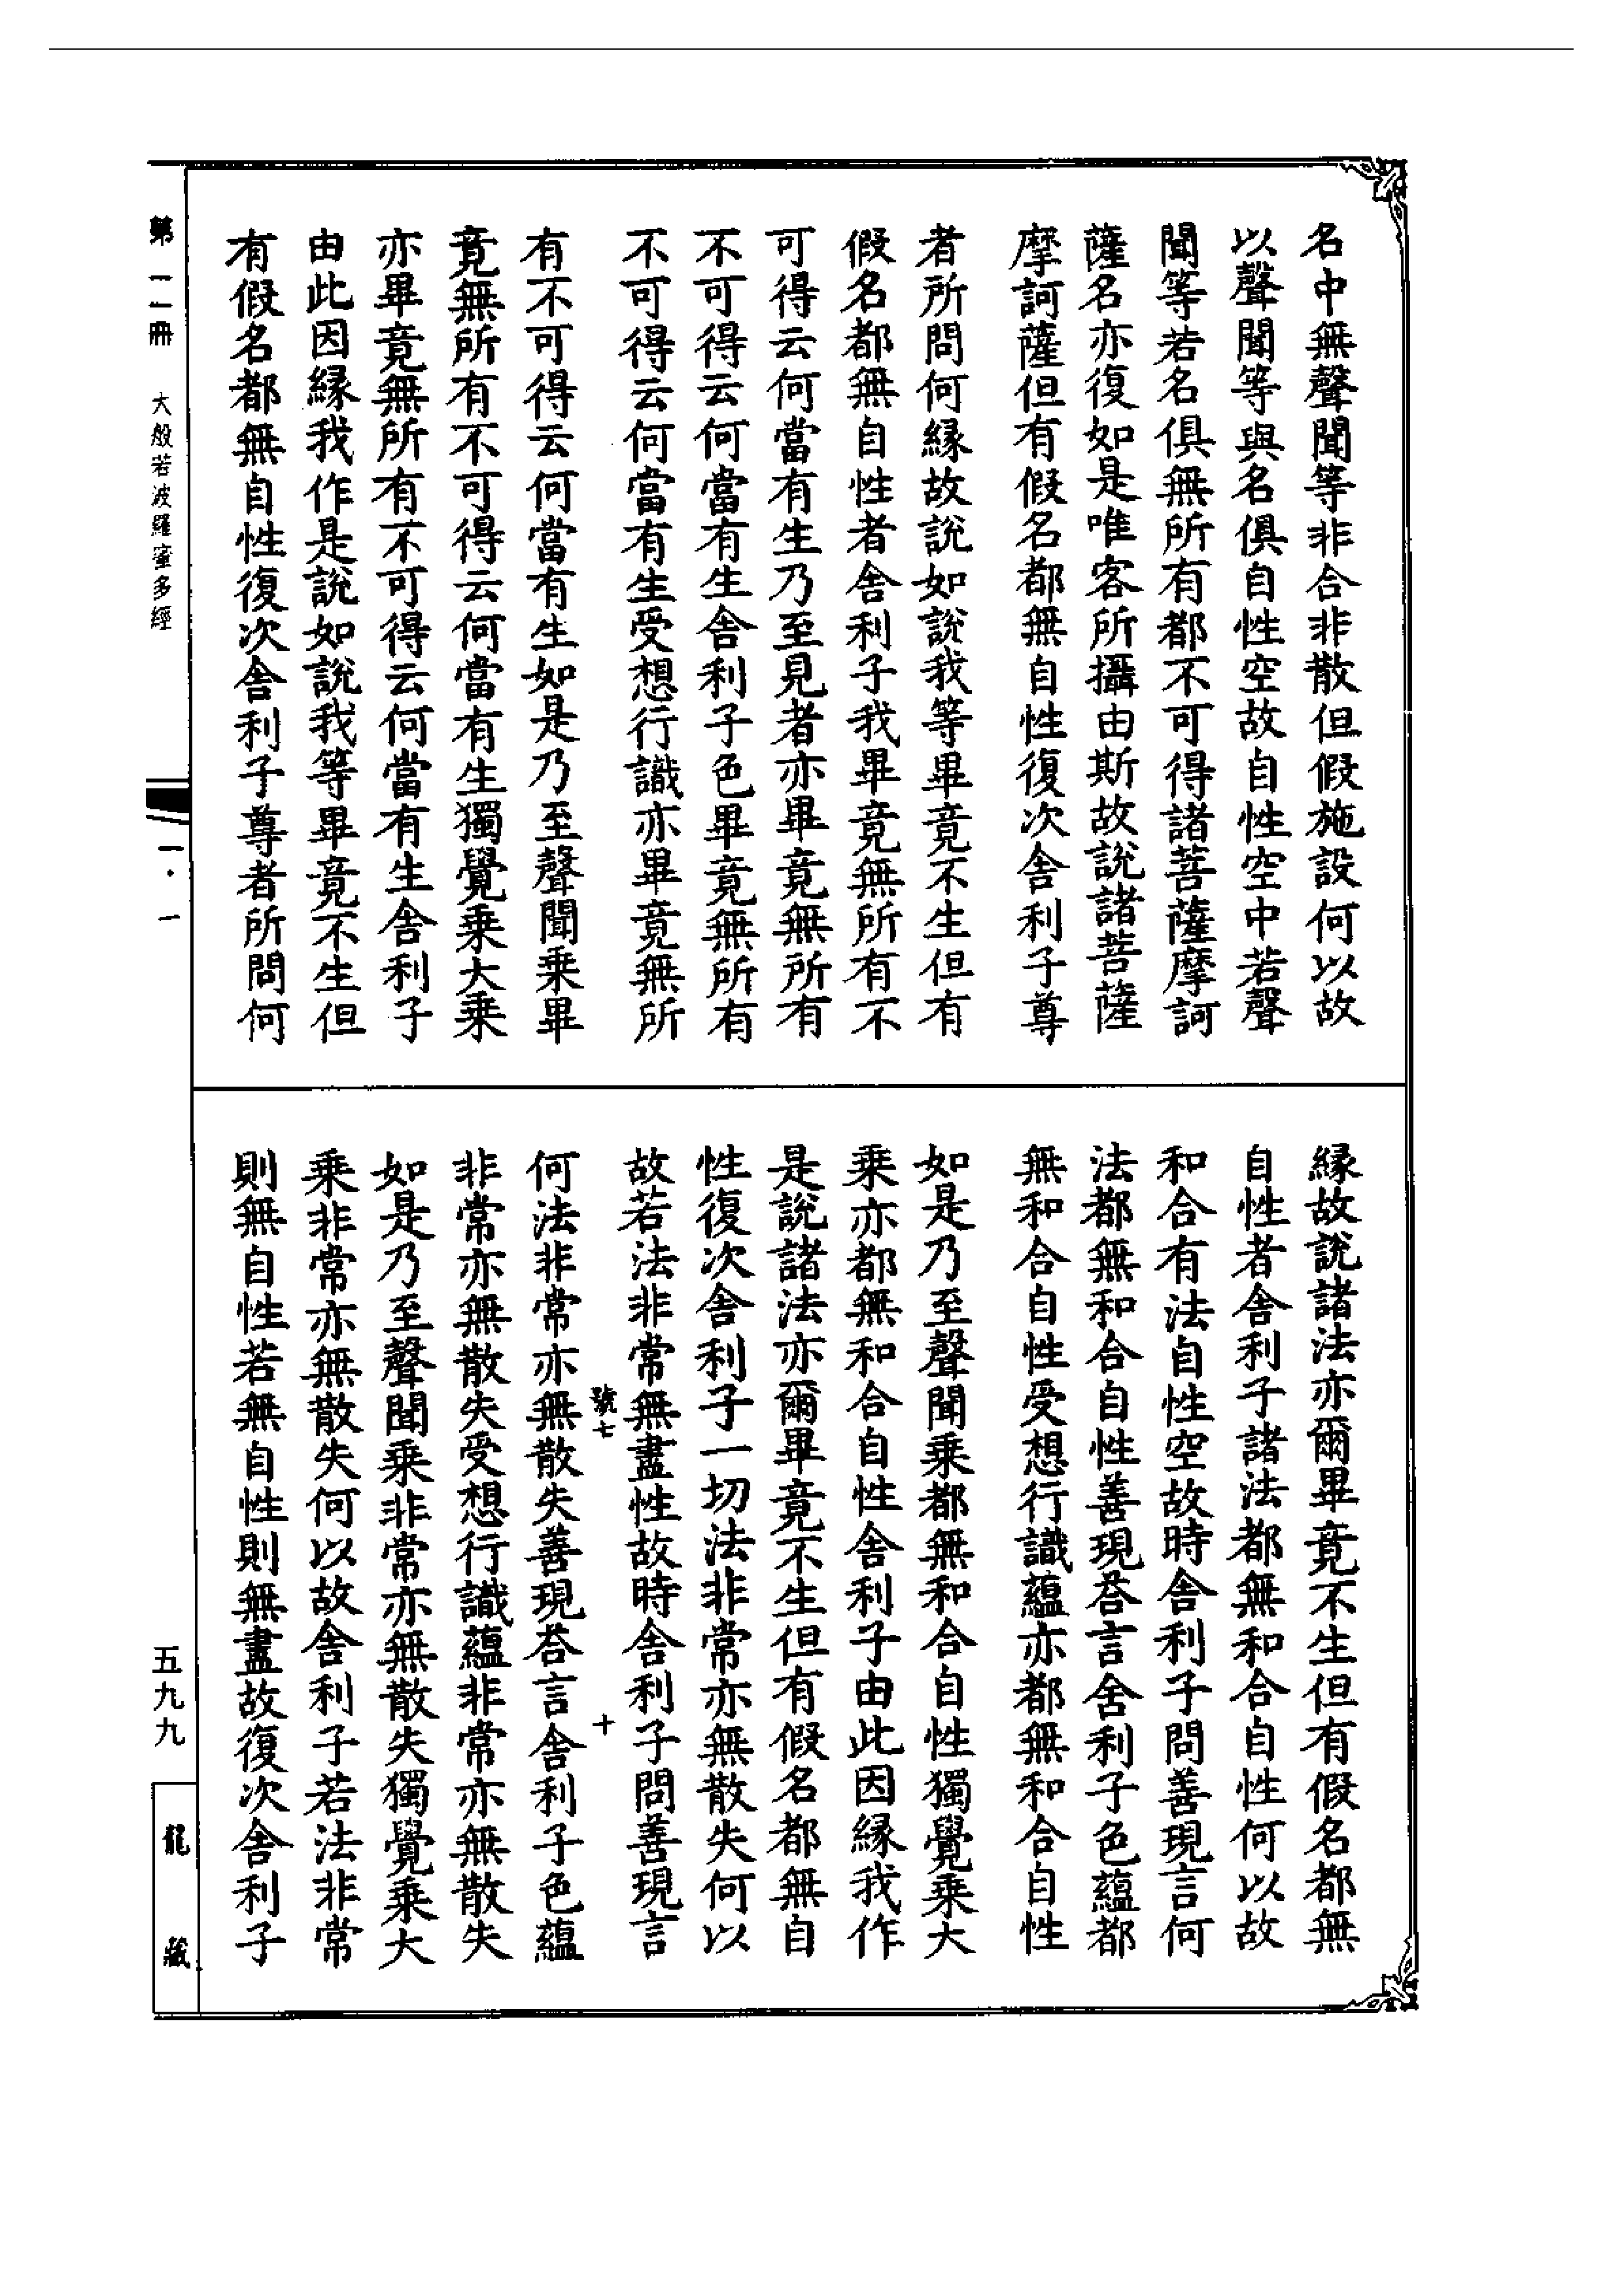 名中無聲聞等非合非散但假施設何以故
以聲聞等與名俱自性空故自性空中若聲
聞等若名俱無所有都不可得諸菩薩摩訶
薩名亦復如是唯客所攝由斯故說諸菩薩
摩訶薩但有假名都無自性復次舍利子尊
者所問何緣故說如說我等畢竟不生但有
假名都無自性者舍利子我畢竟無所有不
可得云何當有生乃至見者亦畢竟無所有
不可得云何當有生舍利子色畢竟無所有
不可得云何當有生受想行識亦畢竟無所
有不可得云何當有生如是乃至聲聞乘畢
竟無所有不可得云何當有生獨覺乘大乘
亦畢竟無所有不可得云何當有生舍利子
由此因緣我作是說如說我等畢竟不生但
有假名都無自性復次舍利子尊者所問何
緣故說諸法亦爾畢竟不生但有假名都無
自性者舍利子諸法都無和合自性何以故
和合有法自性空故時舍利子問善現言何
法都無和合自性善現荅言舍利子色蘊都
無和合自性受想行識蘊亦都無和合自性
如是乃至聲聞乘都無和合自性獨覺乘大
乘亦都無和合自性舍利子由此因緣我作
是說諸法亦爾畢竟不生但有假名都無自
性復次舍利子一切法非常亦無散失何以
故若法非常無盡性故時舍利子問善現言
號七 十
何法非常亦無散失善現荅言舍利子色蘊
非常亦無散失受想行識蘊非常亦無散失
如是乃至聲聞乘非常亦無散失獨覺乘大
乘非常亦無散失何以故舍利子若法非常
則無自性若無自性則無盡故復次舍利子
第二冊 大般若波羅蜜多經
一·一
五九九
龍藏